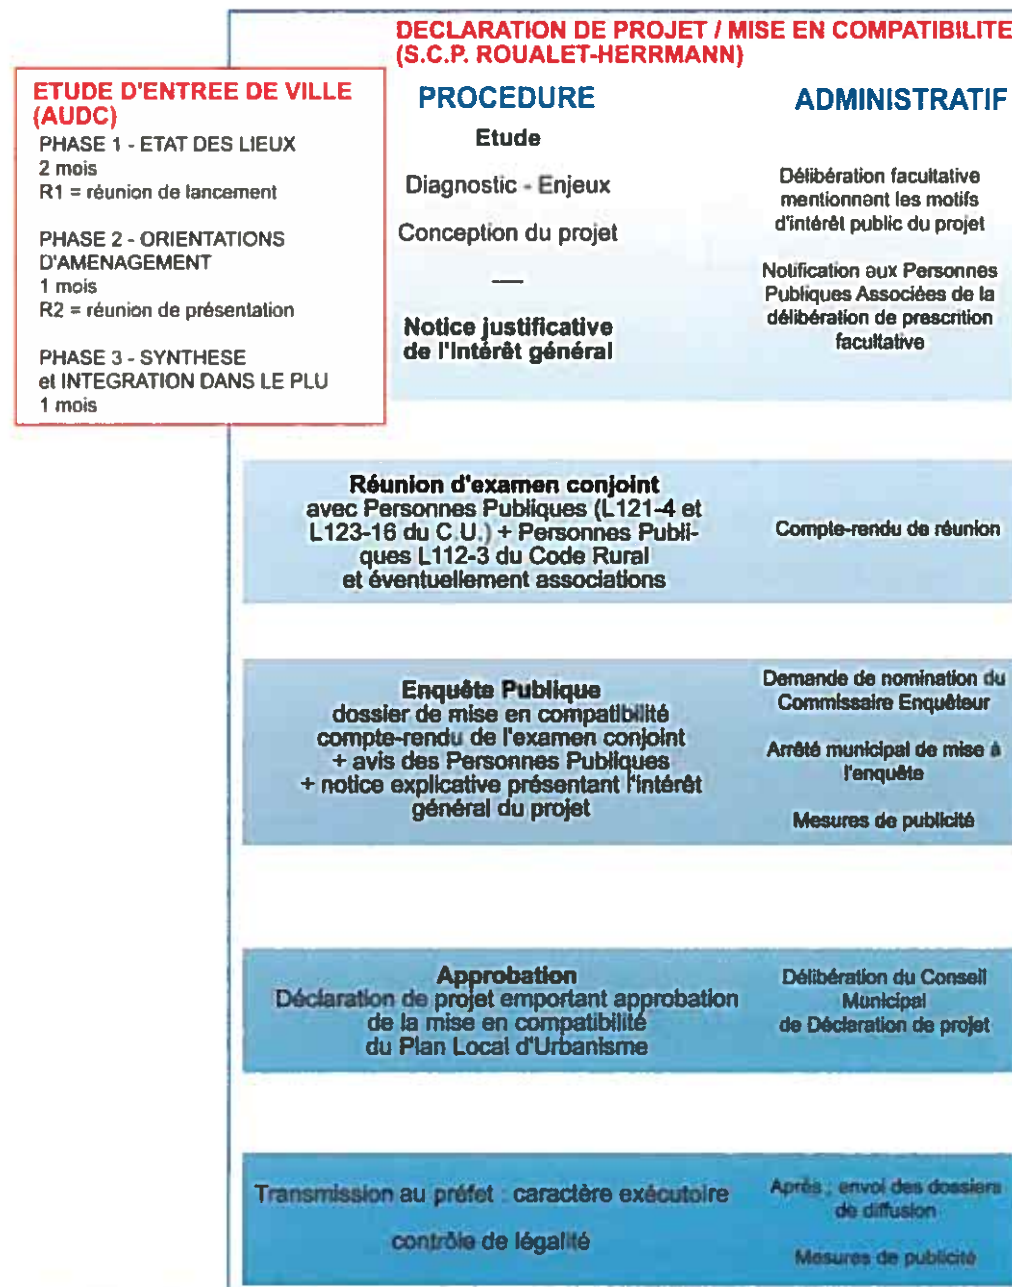 DECLARATION DE PROJET / MISE EN COMPATIBILITE
(S.C.P. ROUALET-HERRMANN)
ETUDE D'ENTREE DE VILLE
(AUDC)
PHASE 1 - ETAT DES LIEUX
2 mois
R1 = réunion de lancement
PHASE 2 - ORIENTATIONS
D'AMENAGEMENT
1 mois
R2 = réunion de présentation
PHASE 3 - SYNTHESE
et INTEGRATION DANS LE PLU
1 mois
PROCEDURE
Etude
Diagnostic - Enjeux
Conception du projet
—
Notice justificative
de l'Intérêt général
ADMINISTRATIF
Délibération facultative
mentionnant les motifs
d'intérêt public du projet
Notification aux Personnes
Publiques Associées de la
délibération de prescrition
facultative
Réunion d'examen conjoint
avec Personnes Publiques (L121-4 et
L123-16 du C.U.) + Personnes Publi-
ques L112-3 du Code Rural
et éventuellement associations
Compte-rendu de réunion
Enquête Publique
dossier de mise en compatibilité
compte-rendu de l'examen conjoint
+ avis des Personnes Publiques
+ notice explicative présentant l'intérêt
général du projet
Demande de nomination du
Commissaire Enquêteur
Arrêté municipal de mise à
l'enquête
Mesures de publicité
Approbation
Déclaration de projet emportant approbation
de la mise en compatibilité
du Plan Local d'Urbanisme
Délibération du Conseil
Municipal
de Déclaration de projet
Transmission au préfet : caractère exécutoire
contrôle de légalité
Après : envoi des dossiers
de diffusion
Mesures de publicité